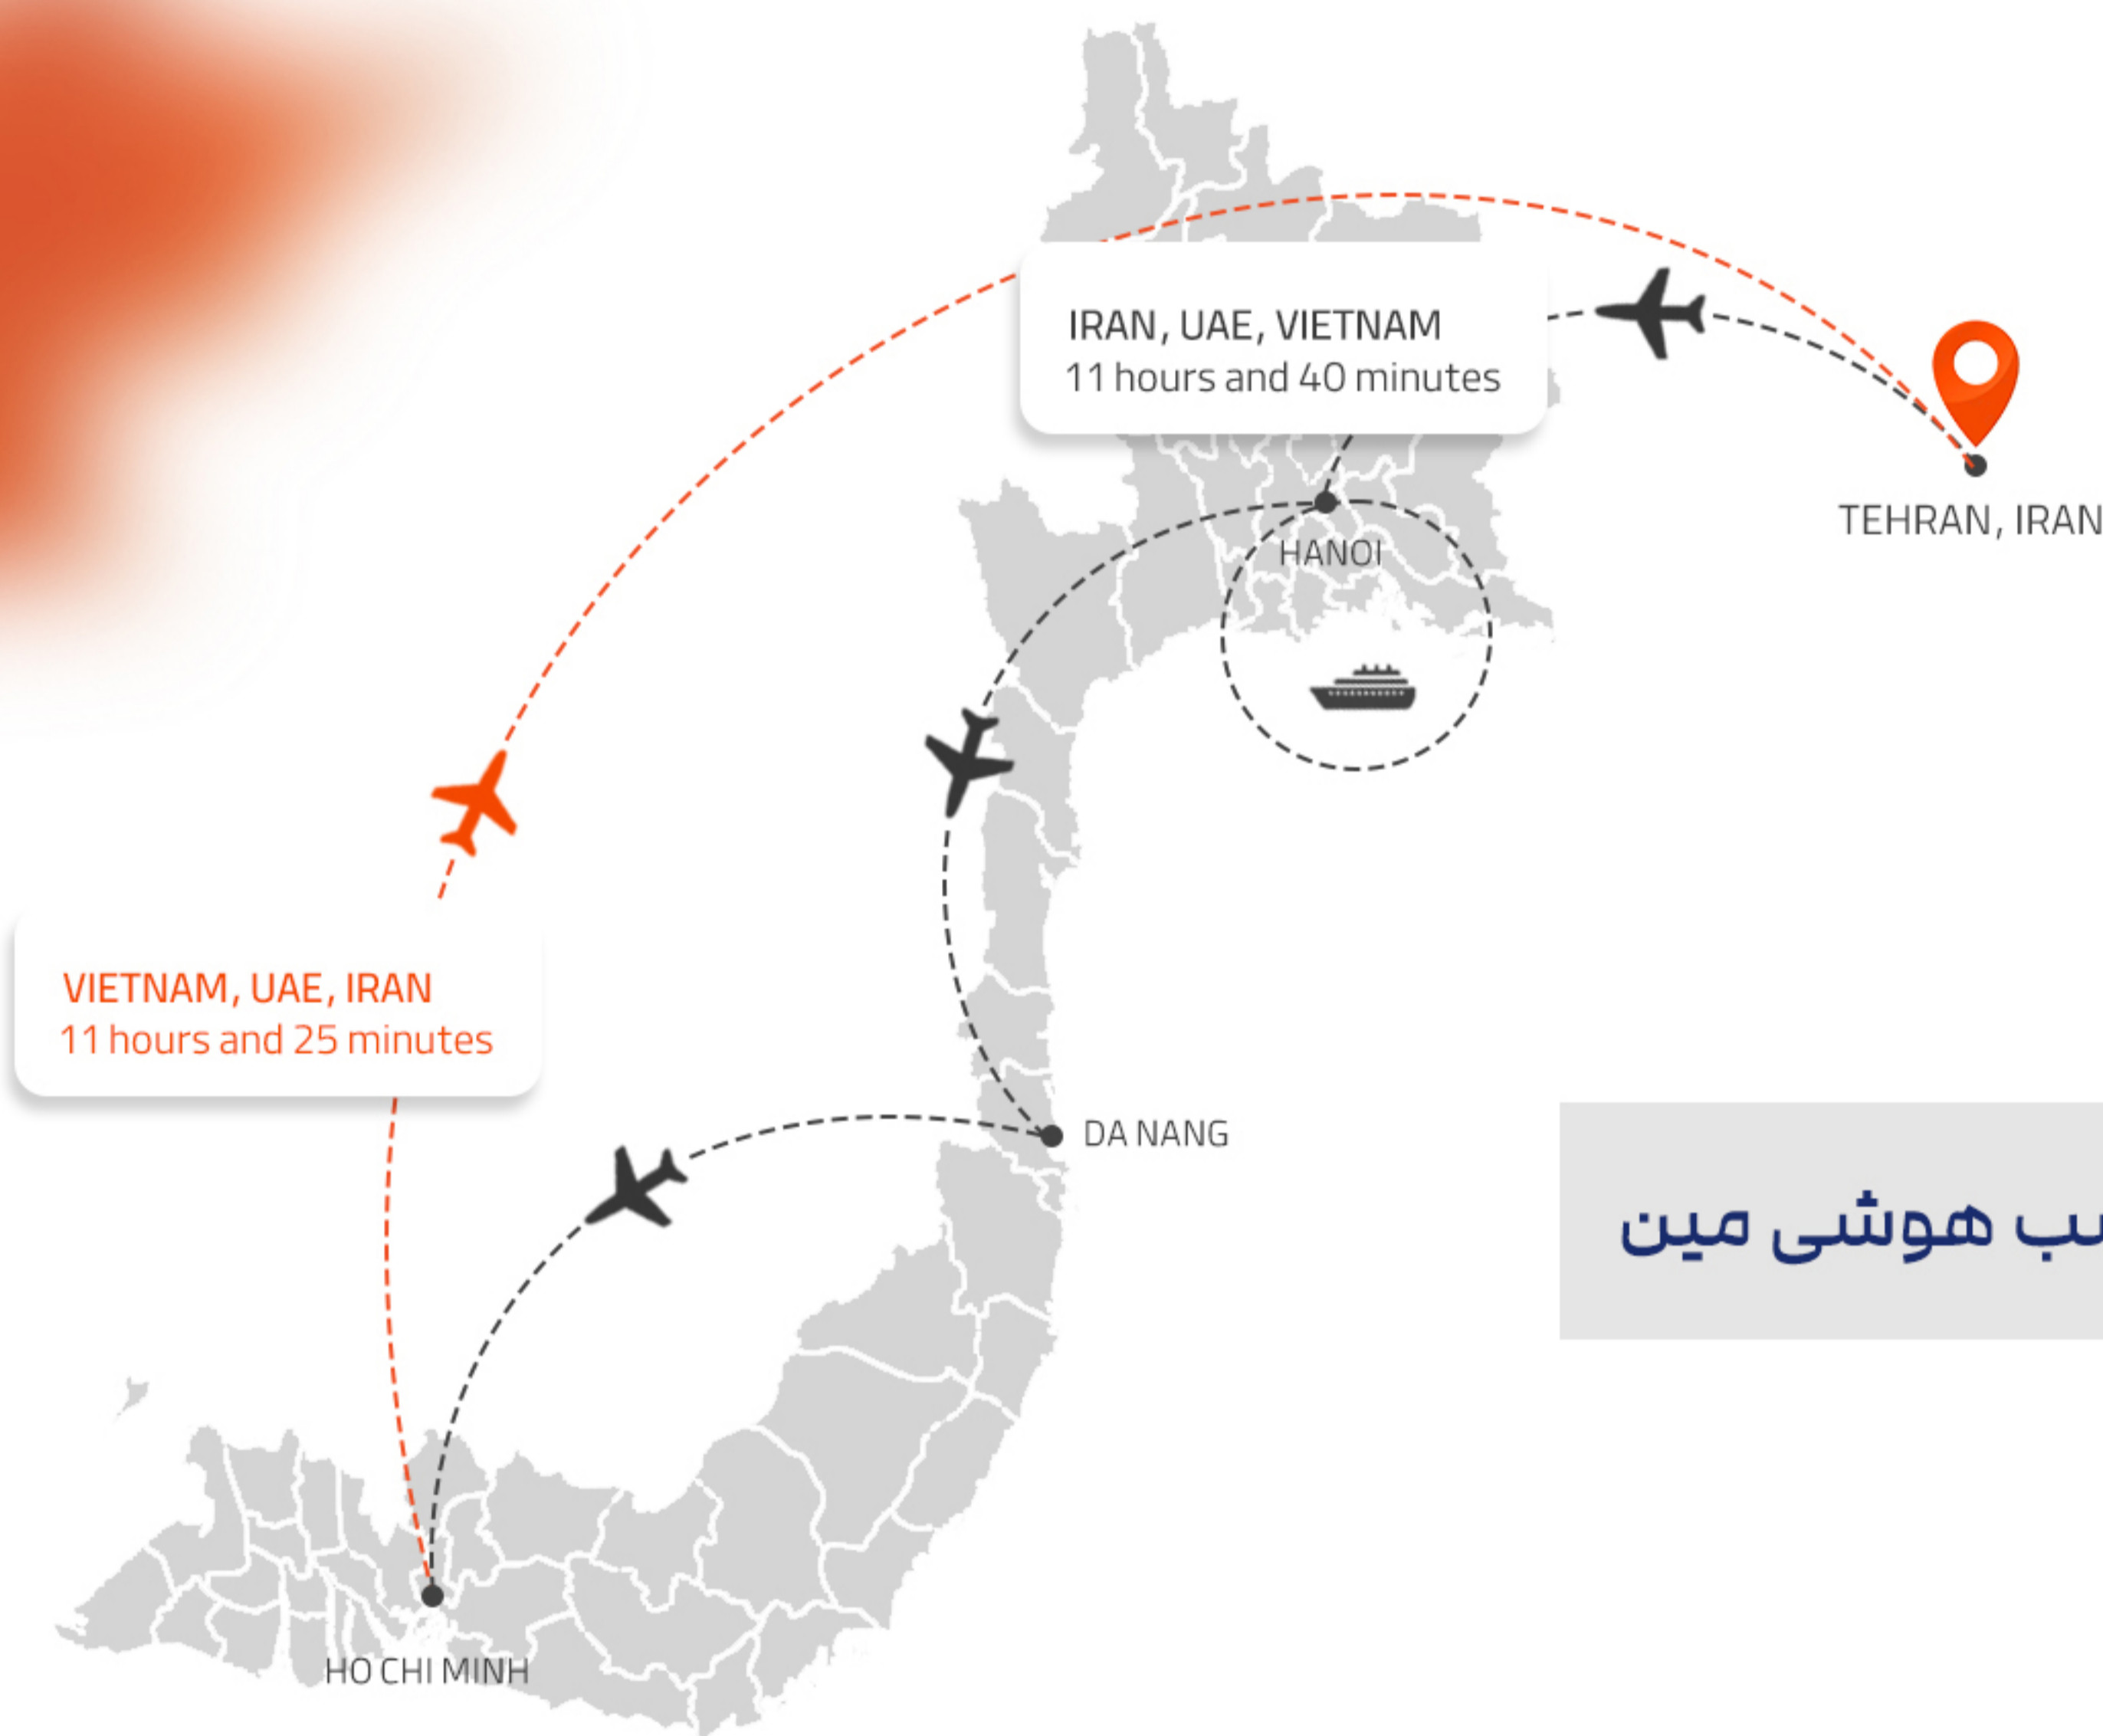 IRAN, UAE, VIETNAM
11 hours and 40 minutes
TEHRAN, IRAN
HANOI
VIETNAM, UAE, IRAN
11 hours and 25 minutes
DA NANG
هوشی مین
HO CHI MINH